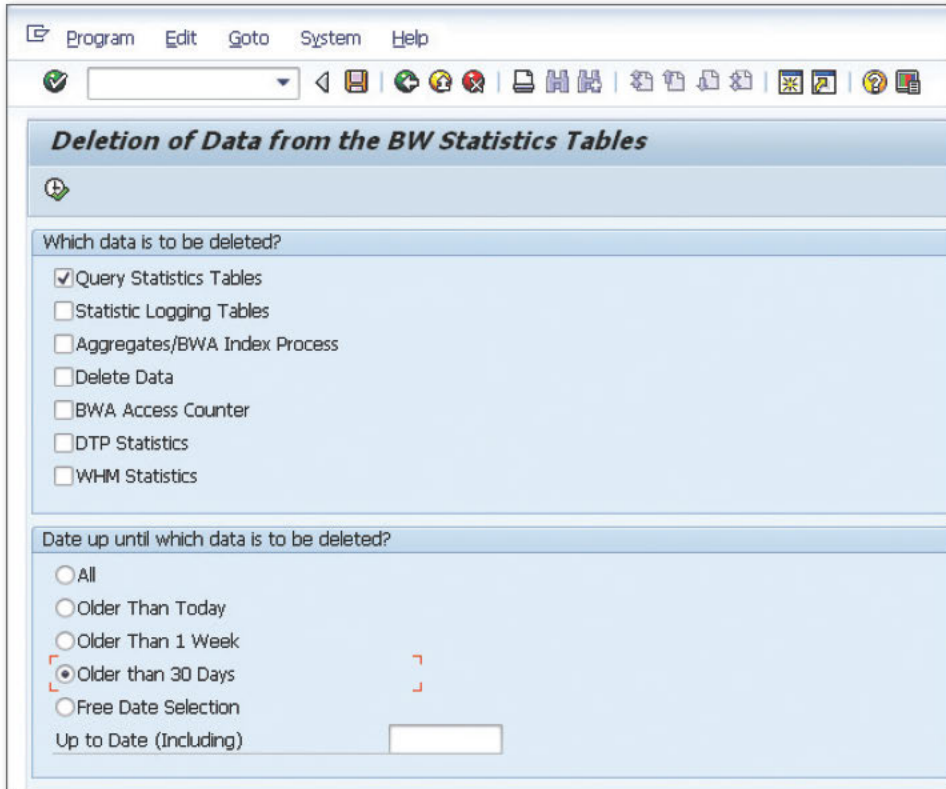 Program Edit Goto System Help
Deletion of Data from the BW Statistics Tables
Which data is to be deleted?
Query Statistics Tables
Statistic Logging Tables
Aggregates/BWA Index Process
Delete Data
BWA Access Counter
DTP Statistics
WHM Statistics
Date up until which data is to be deleted?
All
Older Than Today
Older Than 1 Week
Older than 30 Days
Free Date Selection
Up to Date (Including)